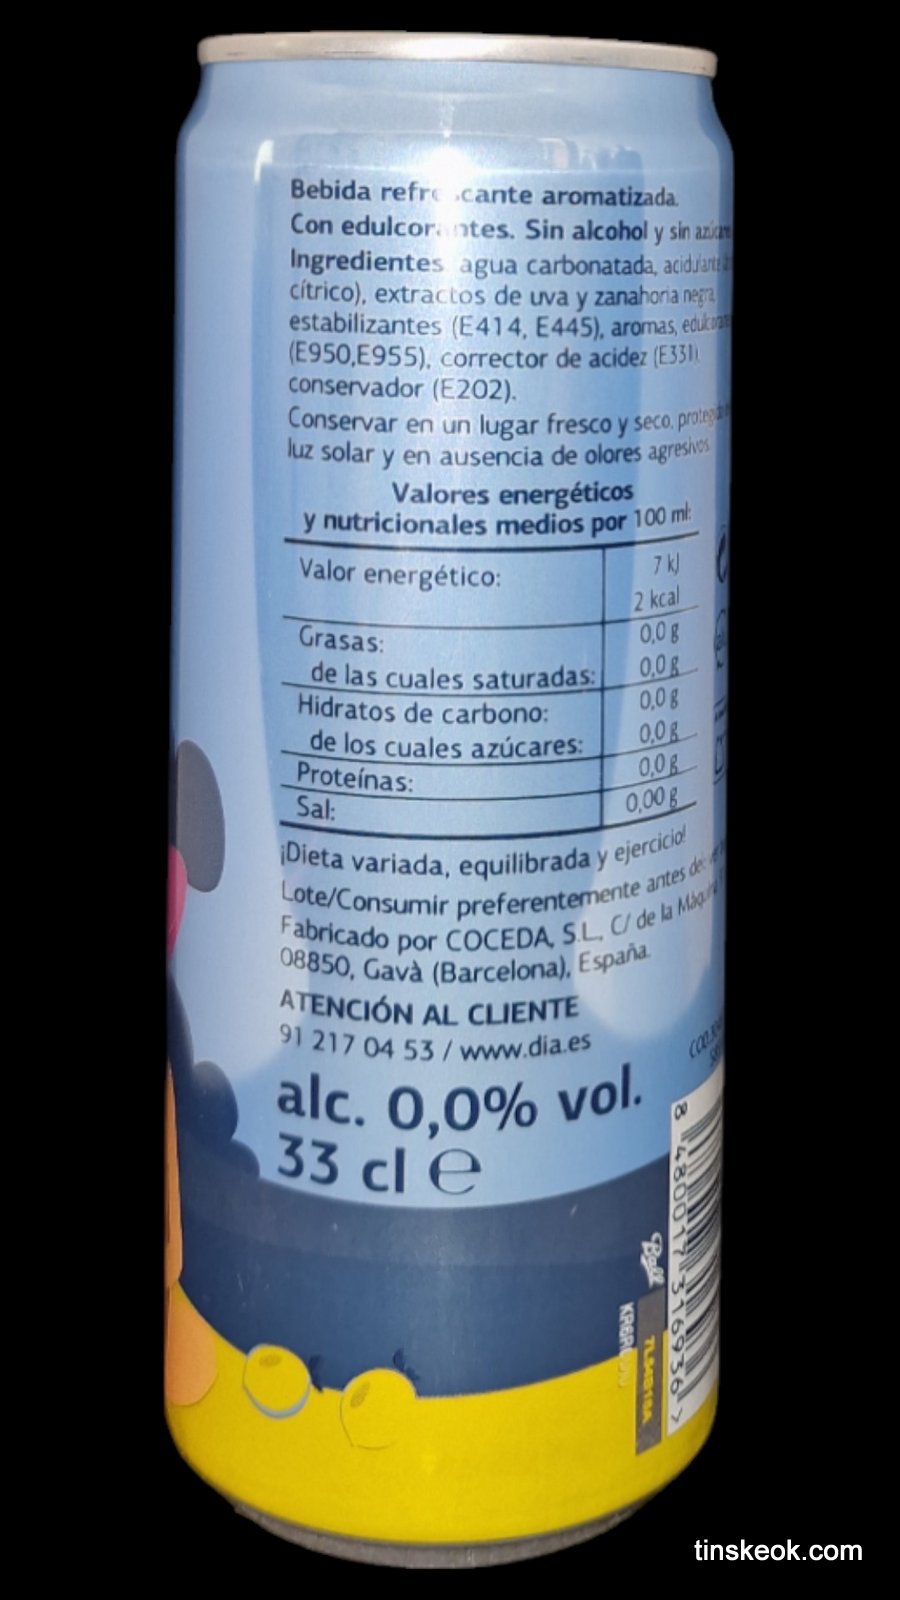 Bebida refrescante aromatizada.
Con edulcorantes. Sin alcohol y sin
Ingredientes agua carbonatada, acidulante
cítrico), extractos de uva y zanahoria negra,
estabilizantes (E414, E445), aromas,
(E950,E955), corrector de acidez (E331),
conservador (E202).
Conservar en un lugar fresco y seco,
luz solar y en ausencia de olores agresivos
Valores energéticos
y nutricionales medios por 100 ml:
Valor energético: 7 kJ
2 kcal
Grasas: 0,0 g
de las cuales saturadas: 0,0 g
Hidratos de carbono: 0,0 g
de los cuales azúcares: 0,0 g
Proteínas: 0,0 g
Sal: 0,00 g
¡Dieta variada, equilibrada y ejercicio!
Lote/Consumir preferentemente antes del
Fabricado por COCEDA, S.L., C/ de la
08850, Gavà (Barcelona), España.
ATENCIÓN AL CLIENTE
91 217 04 53 / www.dia.es
alc. 0,0% vol.
33 cl e
Ball
8 480017 316936 >
tinskeok.com